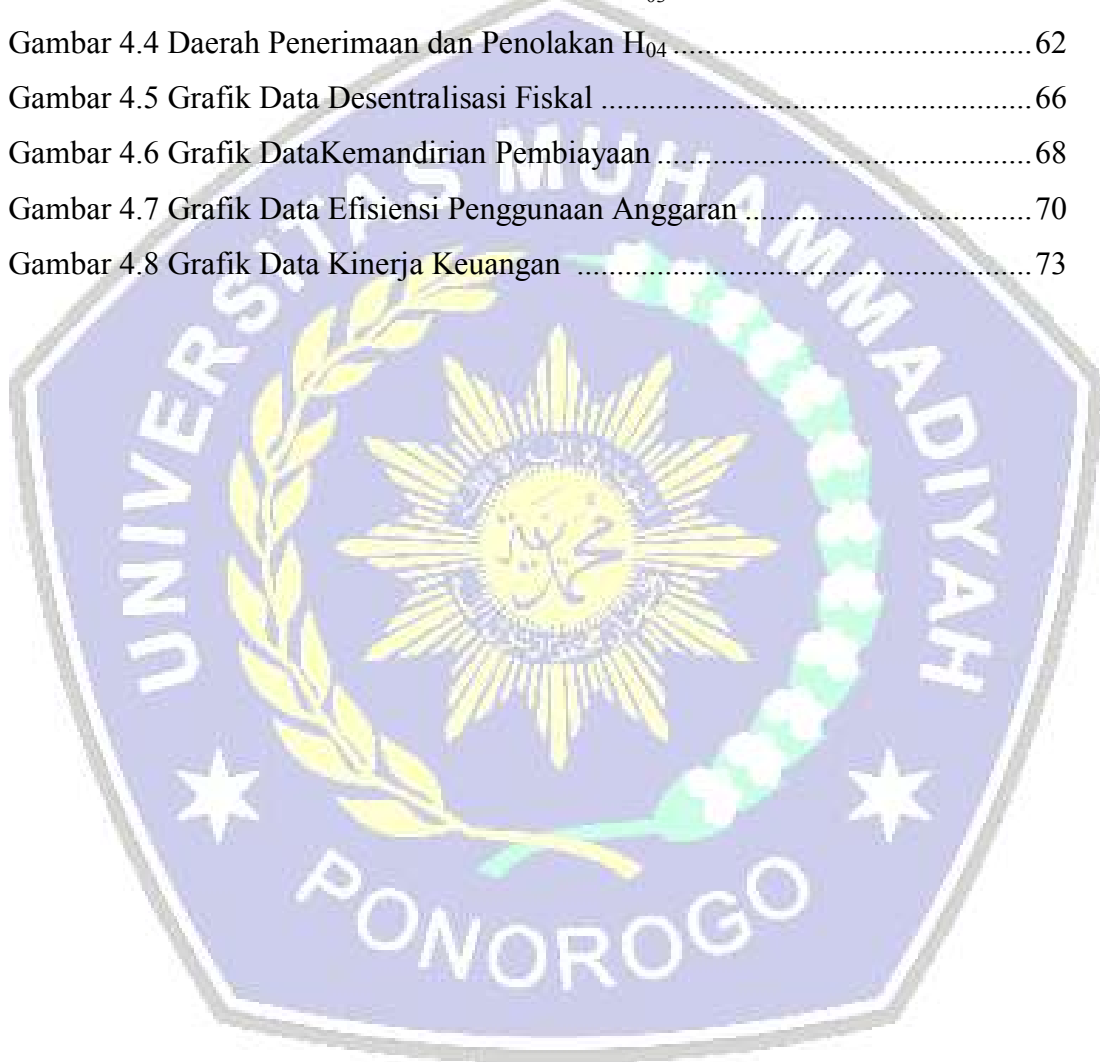 03
Gambar 4.4 Daerah Penerimaan dan Penolakan H₀₄ .................................................. 62
Gambar 4.5 Grafik Data Desentralisasi Fiskal .......................................................... 66
Gambar 4.6 Grafik DataKemandirian Pembiayaan .................................................... 68
Gambar 4.7 Grafik Data Efisiensi Penggunaan Anggaran ........................................ 70
Gambar 4.8 Grafik Data Kinerja Keuangan ............................................................ 73
UNIVERSITAS MUHAMMADIYAH
PONOROGO